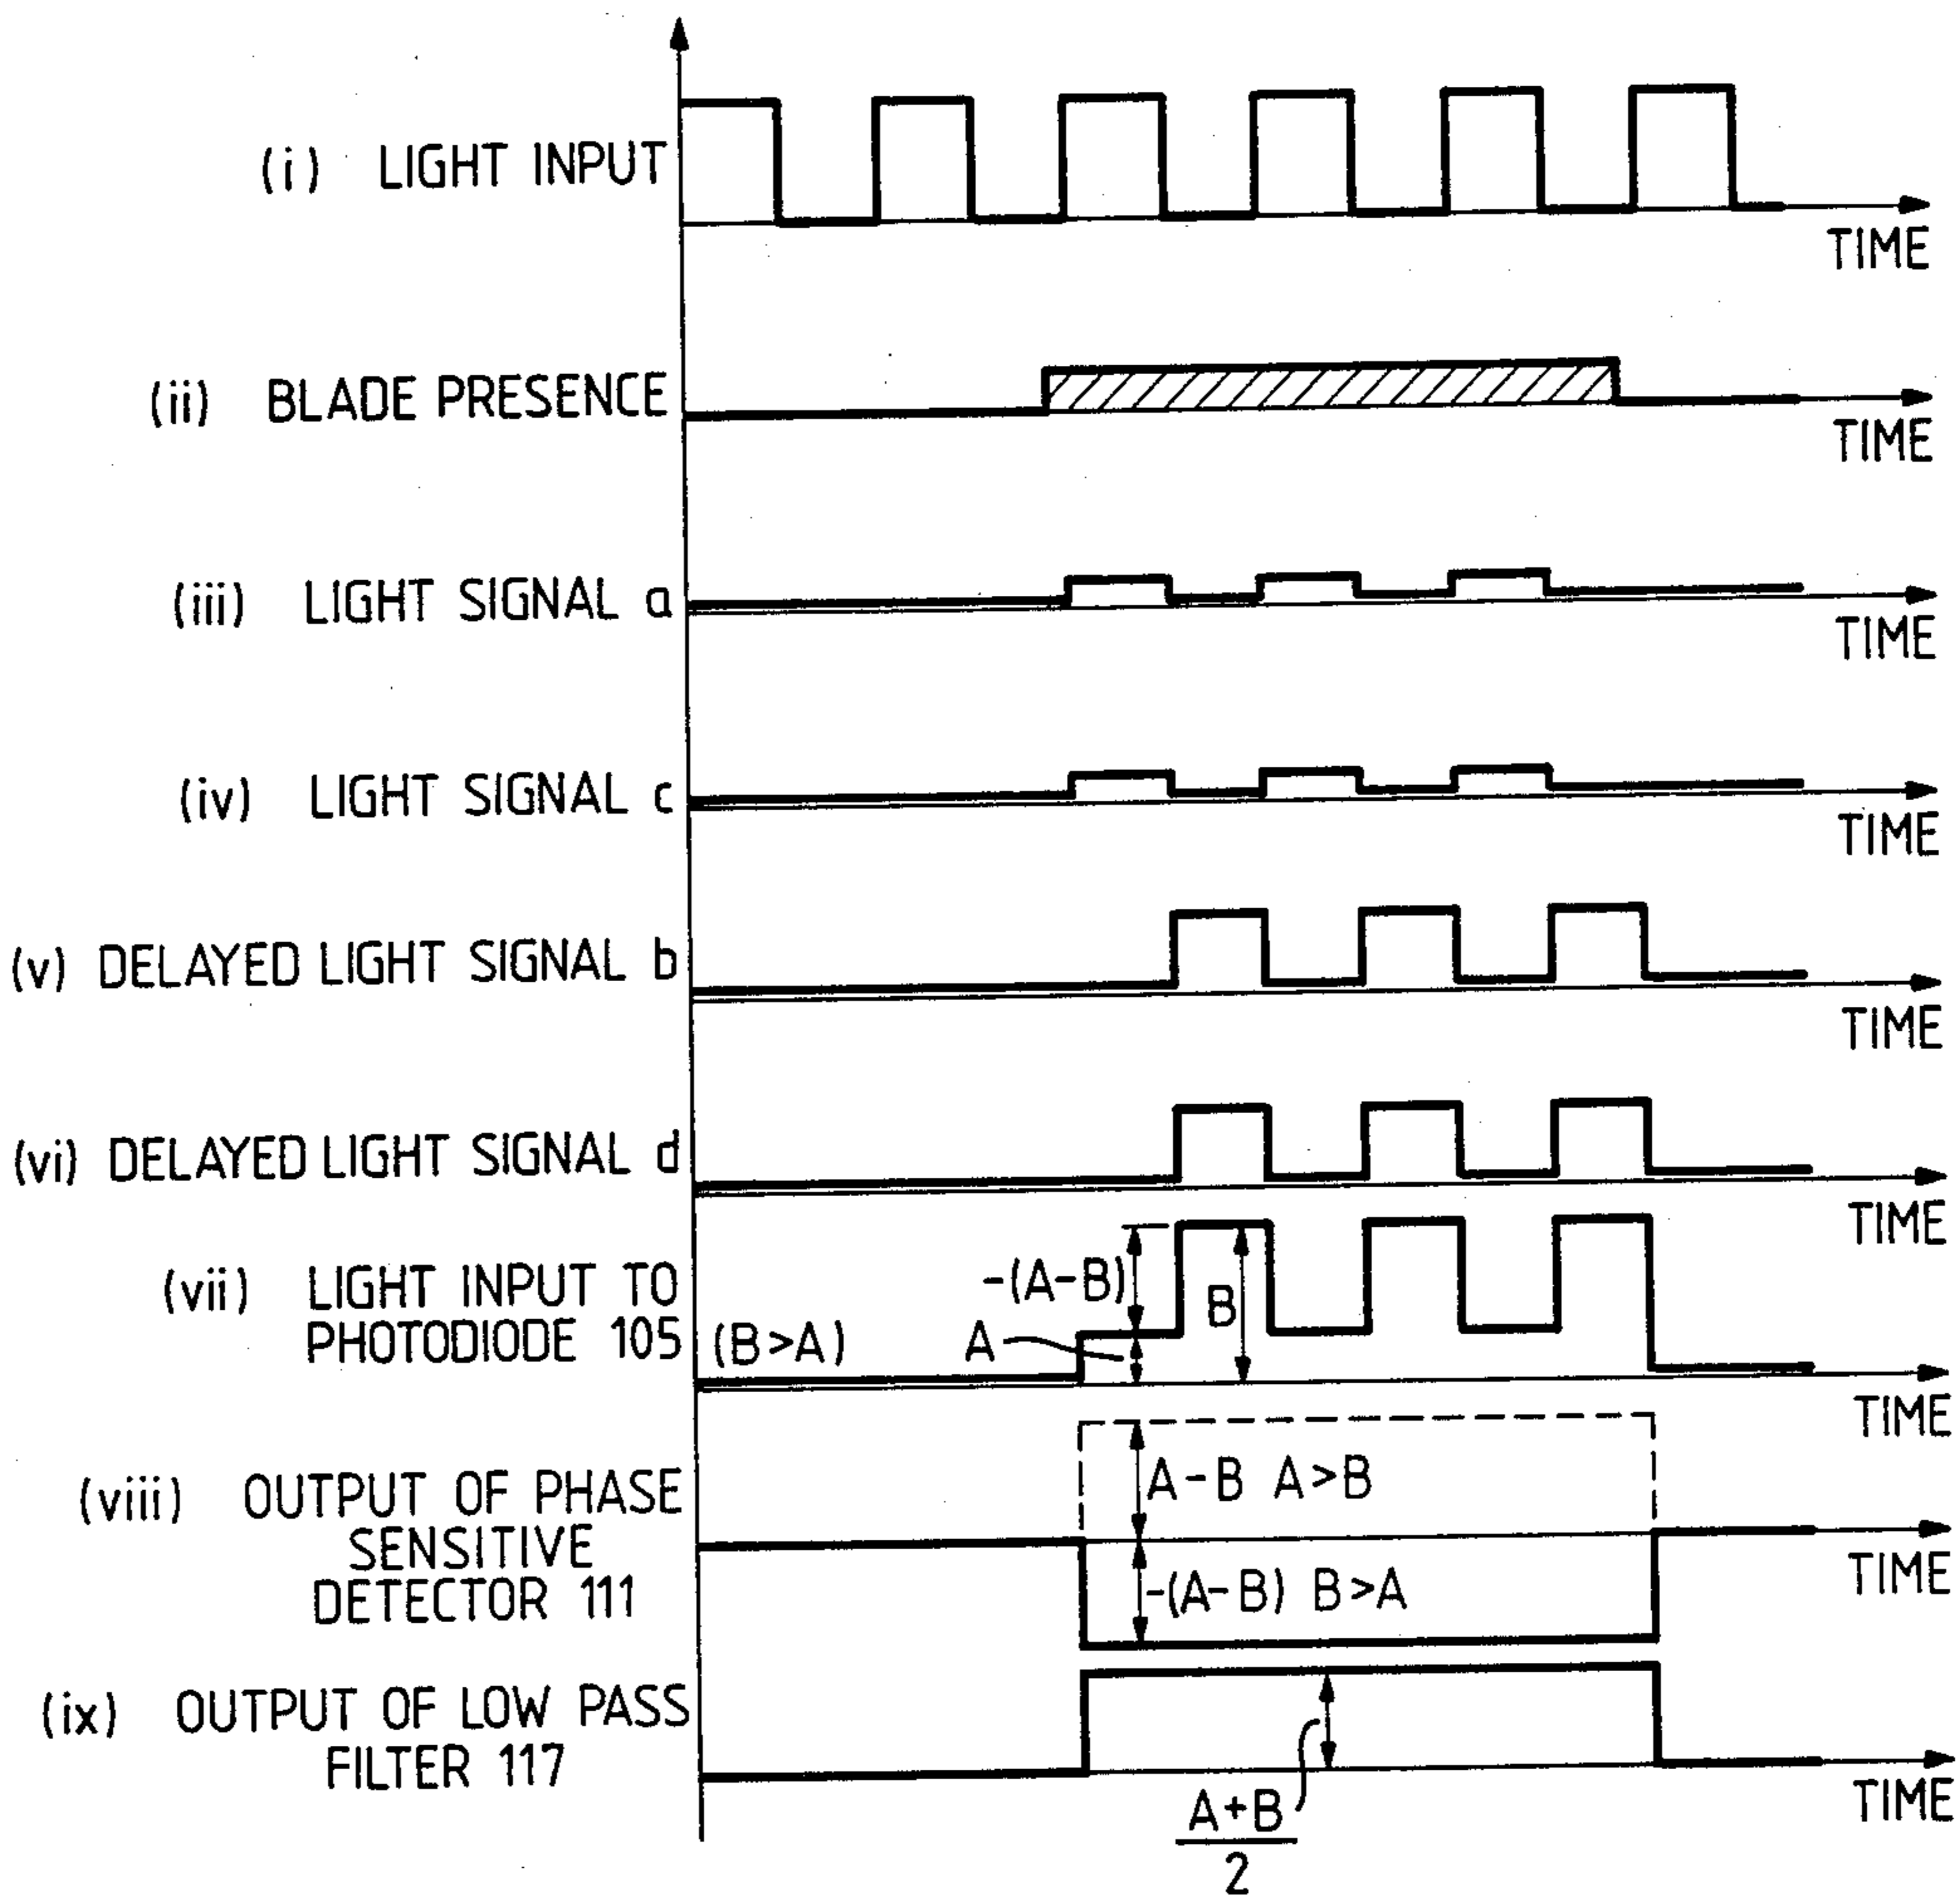 (i) LIGHT INPUT
TIME
(ii) BLADE PRESENCE
TIME
(iii) LIGHT SIGNAL a
TIME
(iv) LIGHT SIGNAL c
TIME
(v) DELAYED LIGHT SIGNAL b
TIME
(vi) DELAYED LIGHT SIGNAL d
TIME
(vii) LIGHT INPUT TO
PHOTODIODE 105
(B>A)
-(A-B)
A
B
TIME
(viii) OUTPUT OF PHASE
SENSITIVE
DETECTOR 111
A-B A>B
-(A-B) B>A
TIME
(ix) OUTPUT OF LOW PASS
FILTER 117
A+B
2
TIME